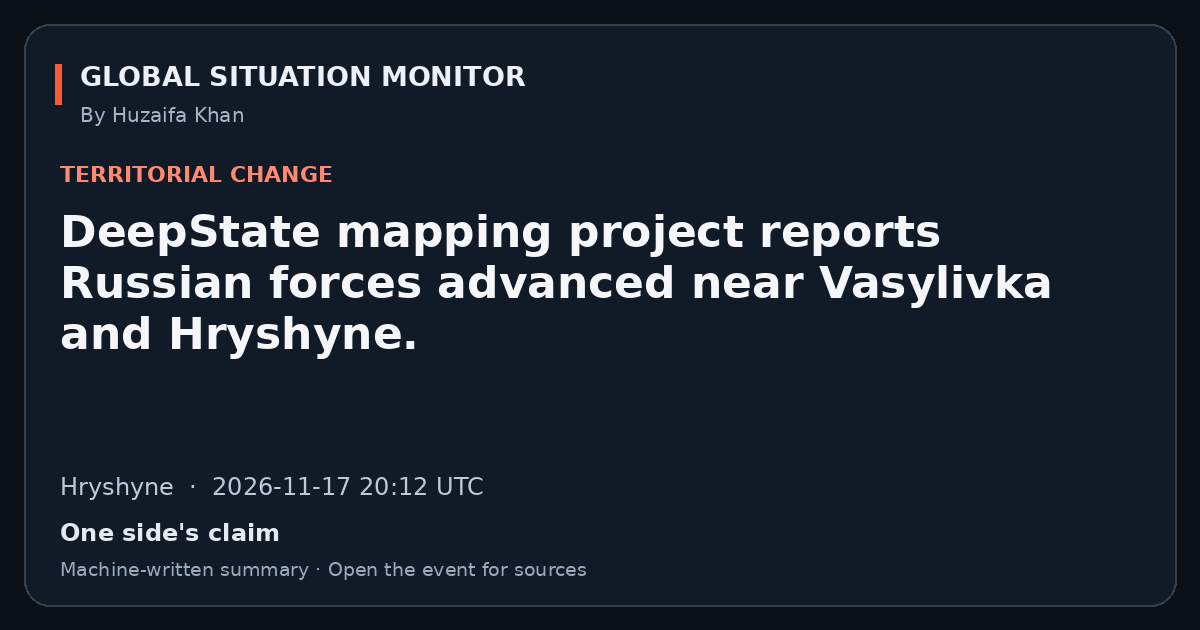 GLOBAL SITUATION MONITOR
By Huzaifa Khan
TERRITORIAL CHANGE
DeepState mapping project reports
Russian forces advanced near Vasylivka
and Hryshyne.
Hryshyne · 2026-11-17 20:12 UTC
One side's claim
Machine-written summary · Open the event for sources